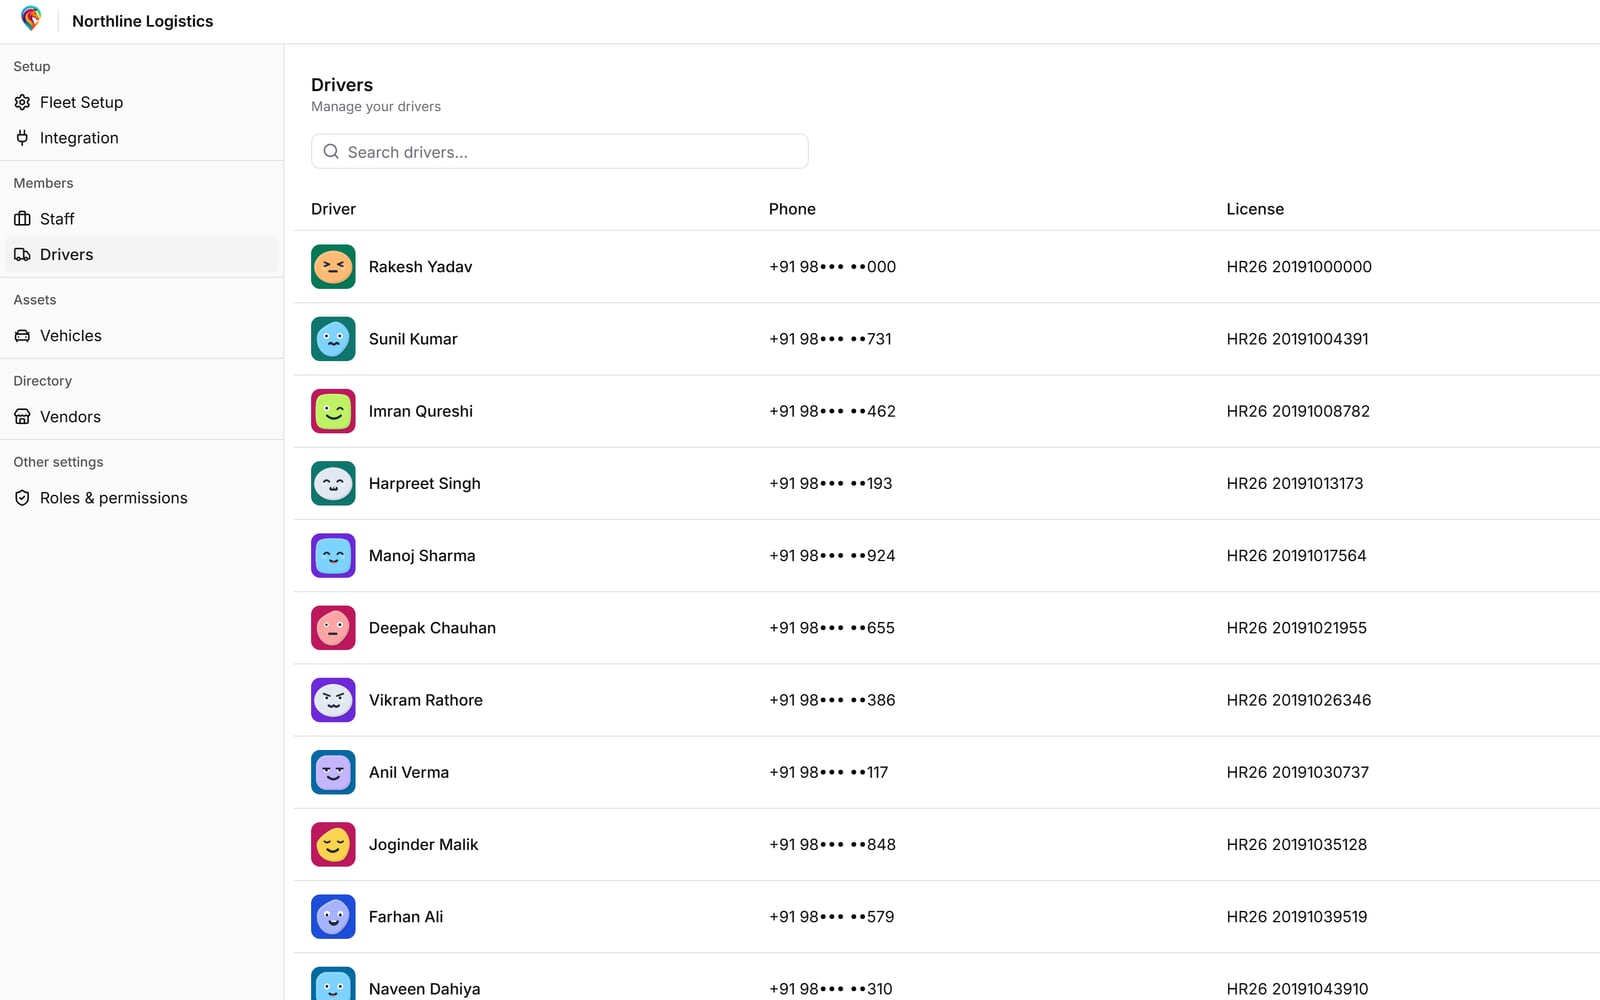 Northline Logistics
Setup
Fleet Setup
Integration
Members
Staff
Drivers
Assets
Vehicles
Directory
Vendors
Other settings
Roles & permissions
Drivers
Manage your drivers
Search drivers...
Driver Phone License
Rakesh Yadav +91 98••• ••000 HR26 20191000000
Sunil Kumar +91 98••• ••731 HR26 20191004391
Imran Qureshi +91 98••• ••462 HR26 20191008782
Harpreet Singh +91 98••• ••193 HR26 20191013173
Manoj Sharma +91 98••• ••924 HR26 20191017564
Deepak Chauhan +91 98••• ••655 HR26 20191021955
Vikram Rathore +91 98••• ••386 HR26 20191026346
Anil Verma +91 98••• ••117 HR26 20191030737
Joginder Malik +91 98••• ••848 HR26 20191035128
Farhan Ali +91 98••• ••579 HR26 20191039519
Naveen Dahiya +91 98••• ••310 HR26 20191043910